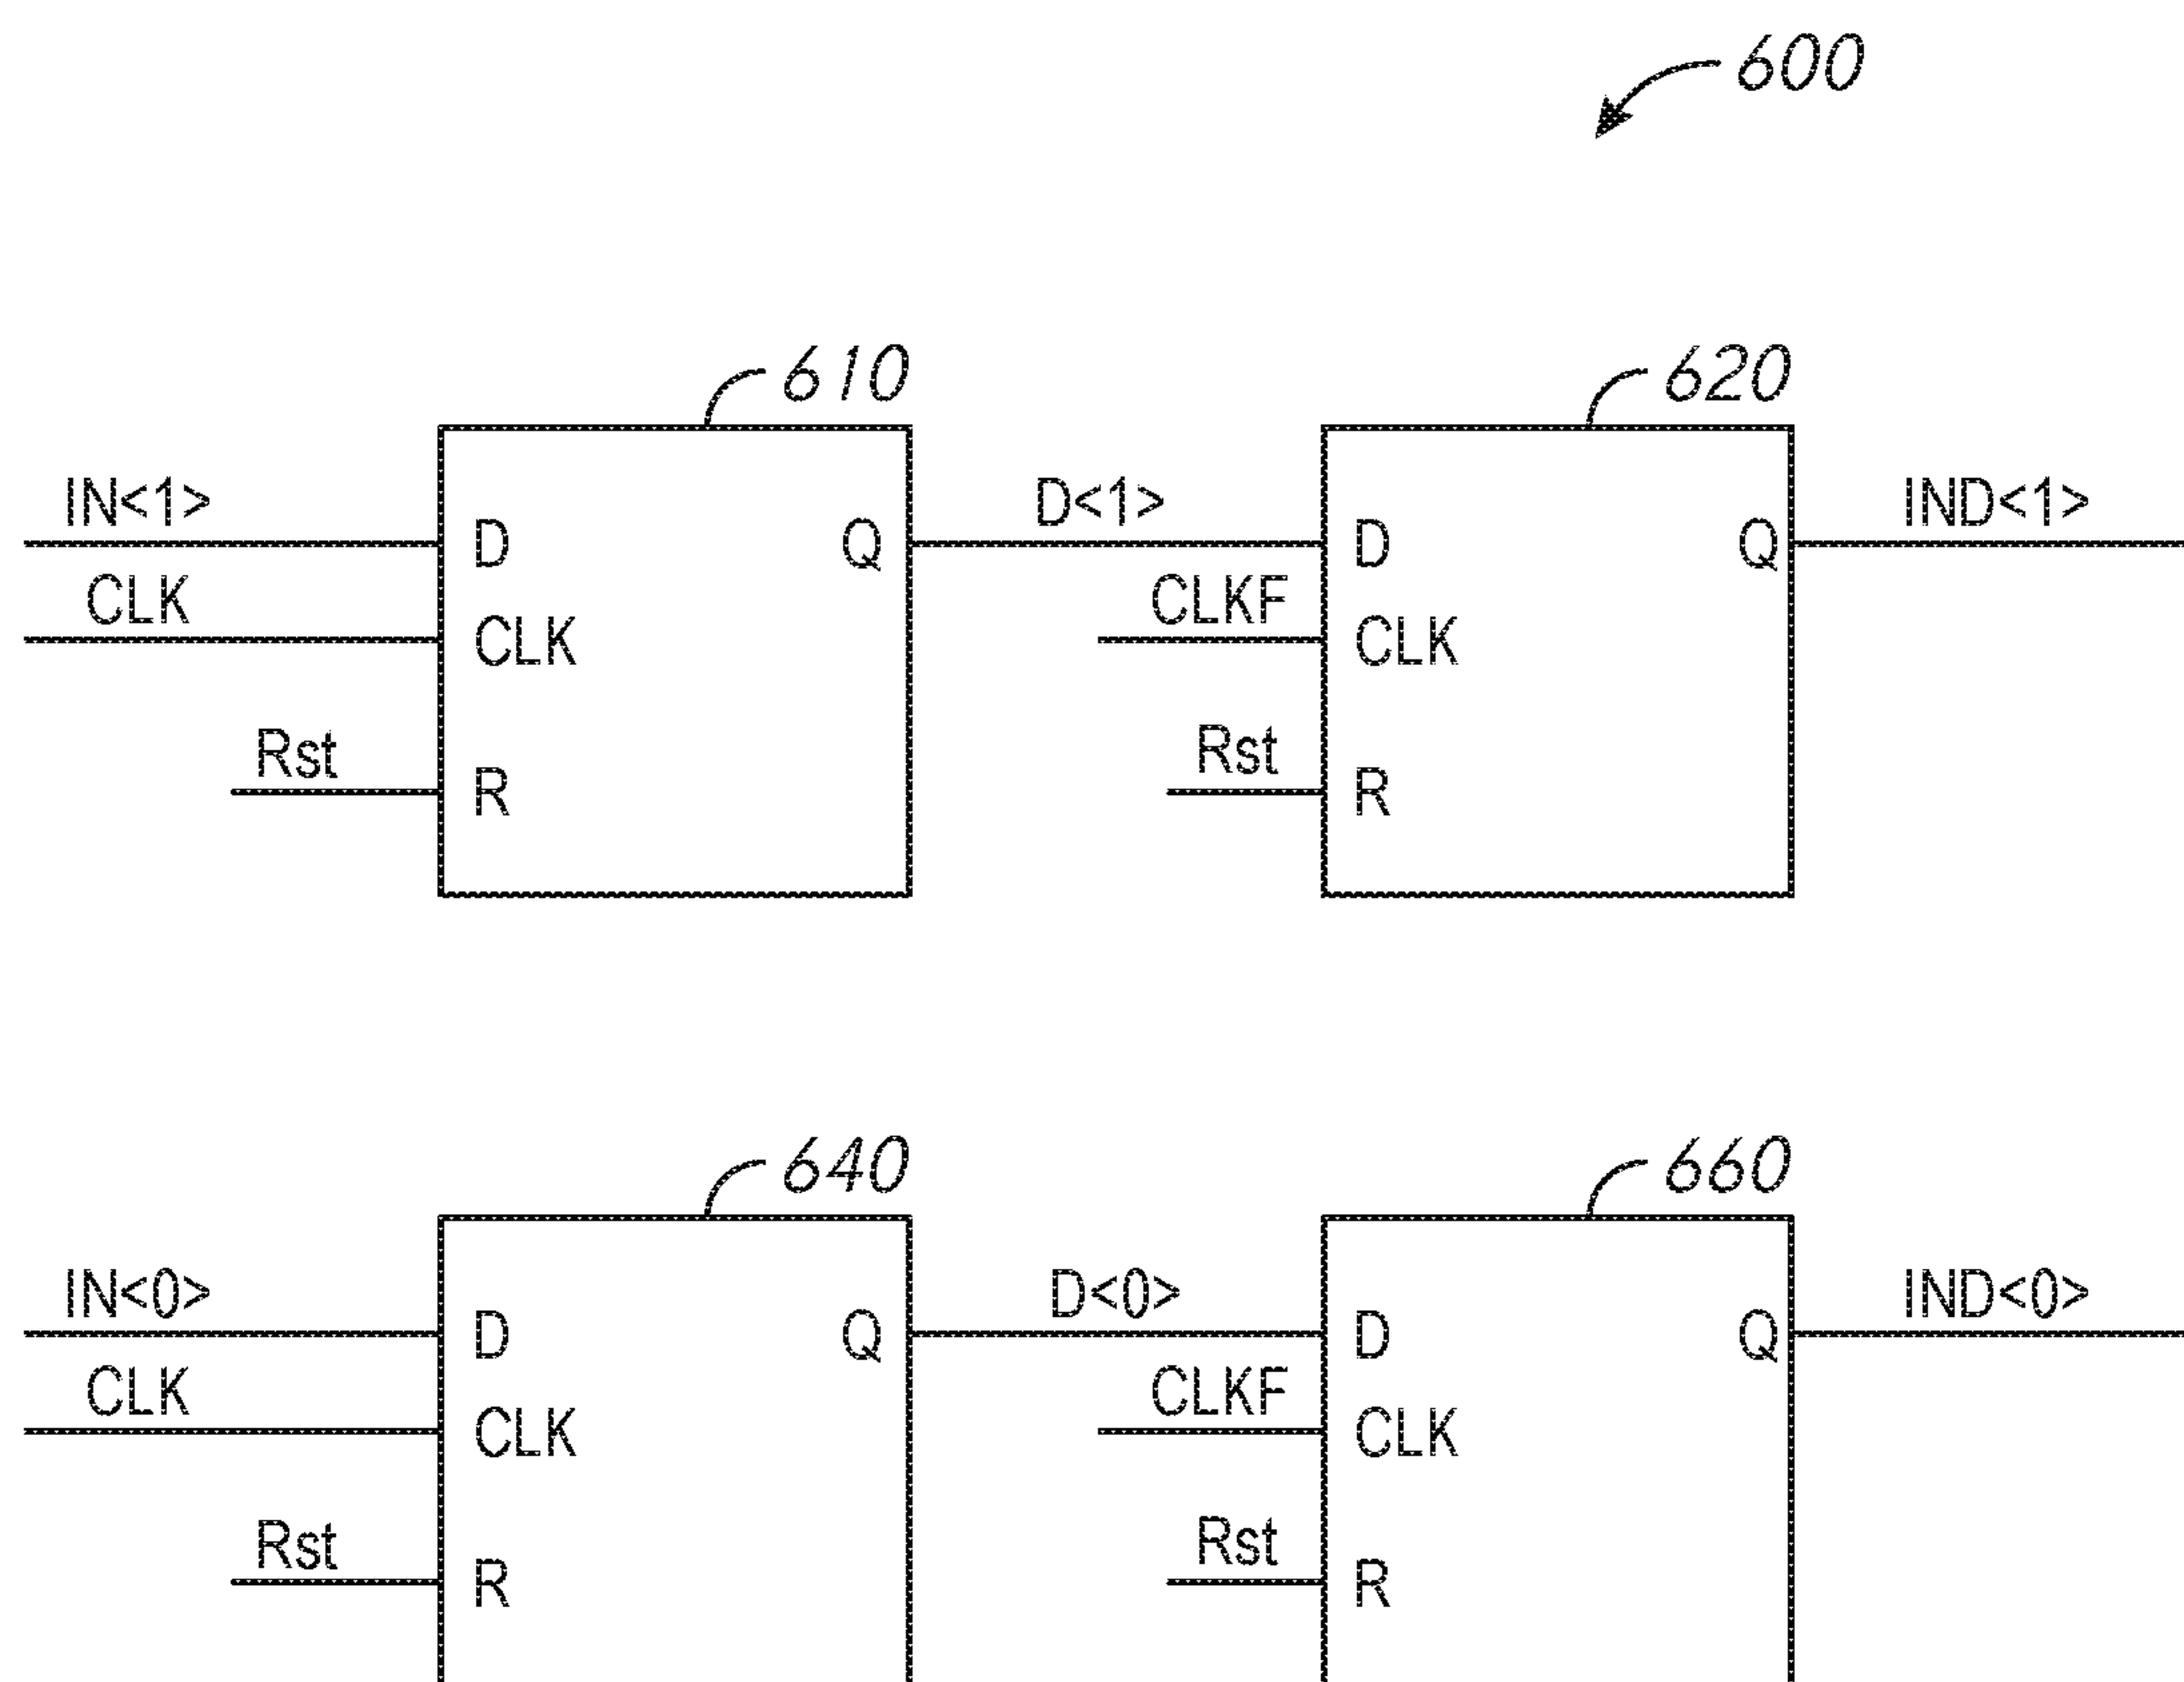 600
610
620
IN<1>
D<1>
IND<1>
D
Q
D
Q
CLK
CLKF
CLK
CLK
Rst
Rst
R
R
640
660
IN<0>
D<0>
IND<0>
D
Q
D
Q
CLK
CLKF
CLK
CLK
Rst
Rst
R
R